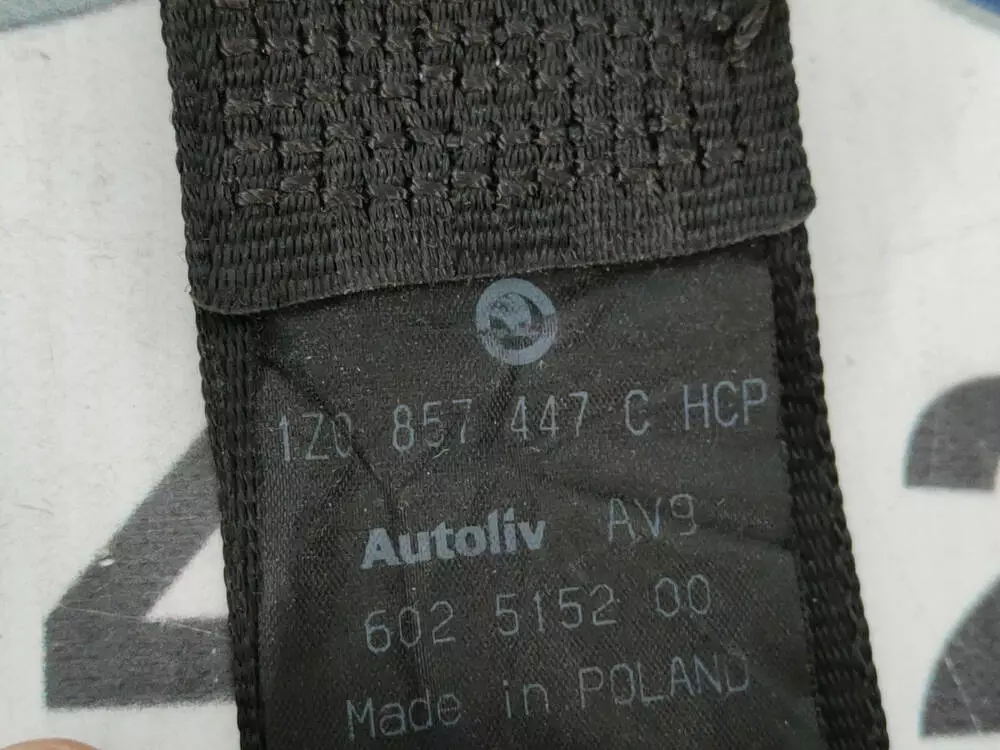 1Z0 857 447 C HCP
Autoliv AV9
602 5152 00
Made in POLAND